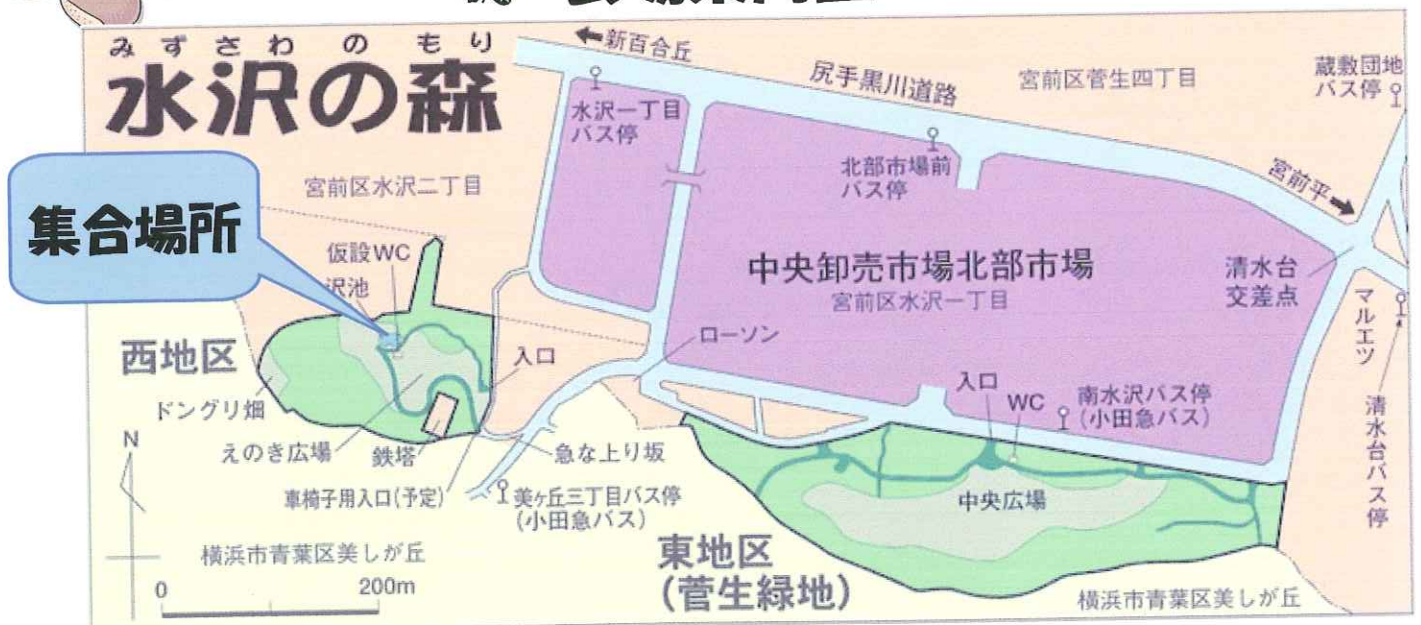 みずさわのもり
水沢の森
←新百合丘
尻手黒川道路
宮前区菅生四丁目
蔵敷団地
バス停
水沢一丁目
バス停
北部市場前
バス停
宮前平→
宮前区水沢二丁目
集合場所
仮設WC
沢池
中央卸売市場北部市場
宮前区水沢一丁目
清水台
交差点
マルエツ
清水台バス停
西地区
ローソン
入口
ドングリ畑
えのき広場
鉄塔
急な上り坂
車椅子用入口(予定)
美ヶ丘三丁目バス停
(小田急バス)
入口
WC
南水沢バス停
(小田急バス)
中央広場
東地区
(菅生緑地)
N
横浜市青葉区美しが丘
0
200m
横浜市青葉区美しが丘